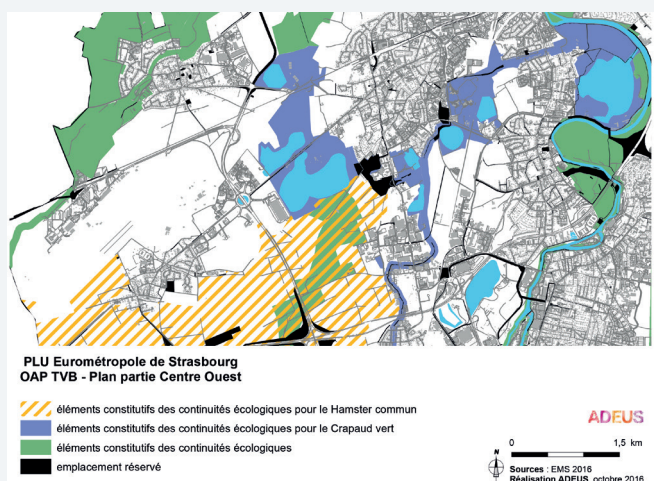 PLU Eurométropole de Strasbourg
OAP TVB - Plan partie Centre Ouest
éléments constitutifs des continuités écologiques pour le Hamster commun
éléments constitutifs des continuités écologiques pour le Crapaud vert
éléments constitutifs des continuités écologiques
emplacement réservé
ADEUS
0 1,5 km
N
Sources : EMS 2016
Réalisation ADEUS, octobre 2016